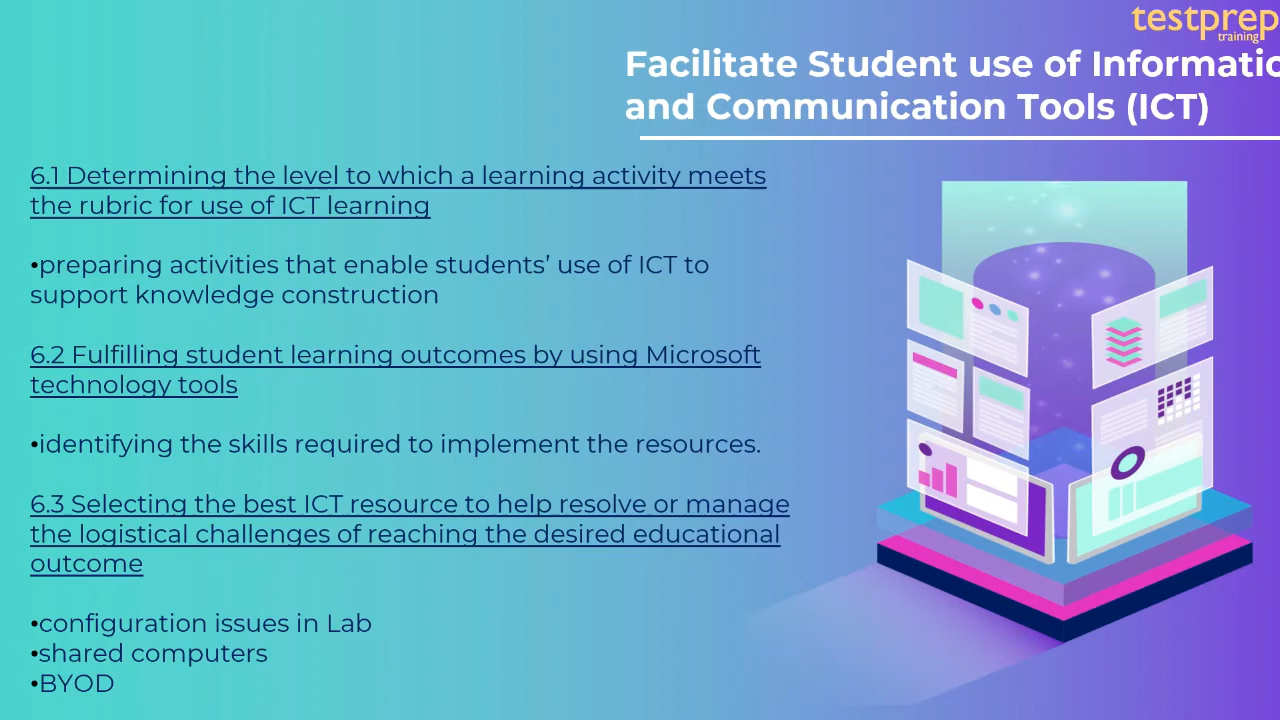 testprep
training
Facilitate Student use of Informatic
and Communication Tools (ICT)
6.1 Determining the level to which a learning activity meets
the rubric for use of ICT learning
•preparing activities that enable students’ use of ICT to
support knowledge construction
6.2 Fulfilling student learning outcomes by using Microsoft
technology tools
•identifying the skills required to implement the resources.
6.3 Selecting the best ICT resource to help resolve or manage
the logistical challenges of reaching the desired educational
outcome
•configuration issues in Lab
•shared computers
•BYOD